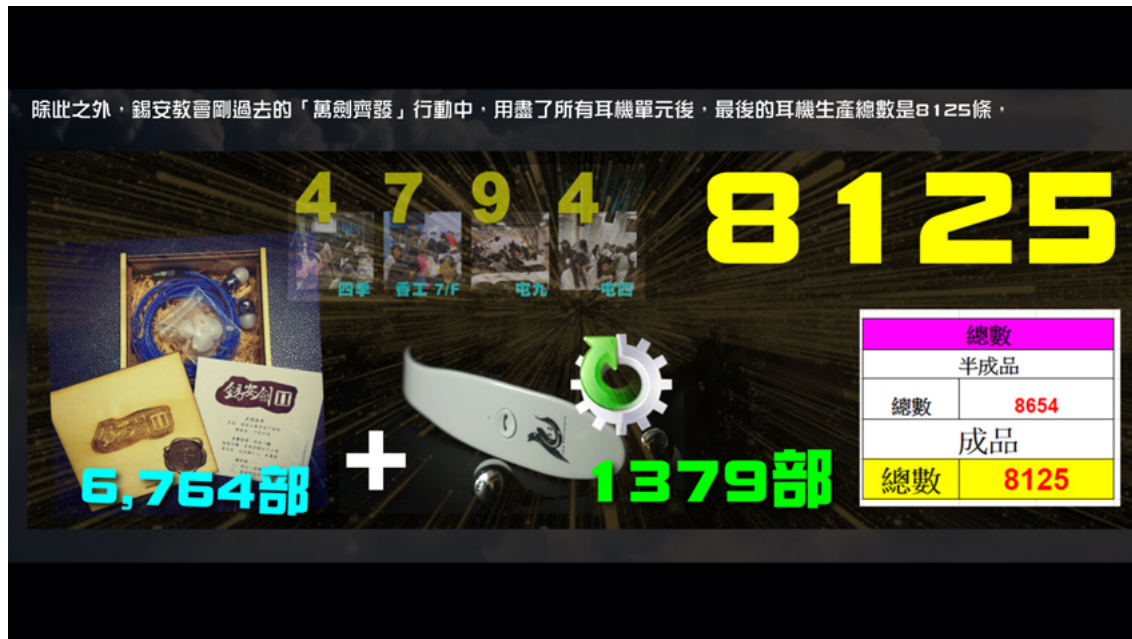 除此之外，錫安教會剛過去的「萬劍齊發」行動中，用盡了所有耳機單元後，最後的耳機生產總數是8125條，
4 7 9 4
8125
四季 香工 7/F 屯九 屯四
錫安劍 II
6,764部
+
1379部
總數
半成品
總數 8654
成品
總數 8125